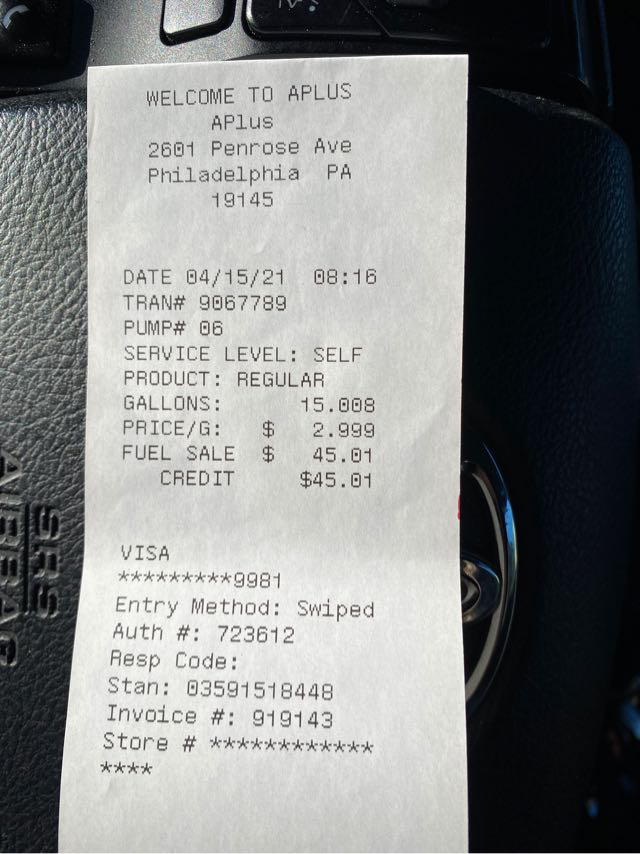 WELCOME TO APLUS
APlus
2601 Penrose Ave
Philadelphia PA
19145
DATE 04/15/21 08:16
TRAN# 9067789
PUMP# 06
SERVICE LEVEL: SELF
PRODUCT: REGULAR
GALLONS: 15.008
PRICE/G: $ 2.999
FUEL SALE $ 45.01
CREDIT $45.01
VISA
*********9981
Entry Method: Swiped
Auth #: 723612
Resp Code:
Stan: 03591518448
Invoice #: 919143
Store # ************
****
SRS
AIRBAG